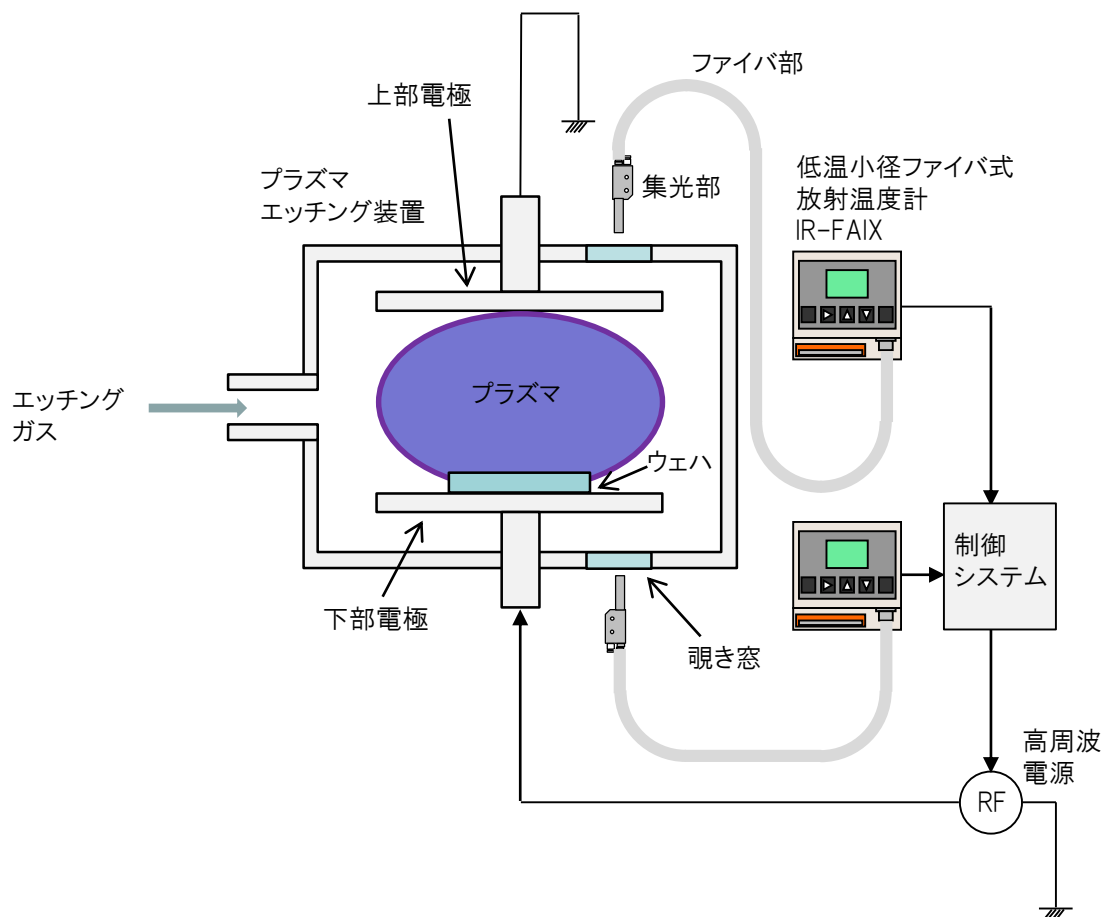 ファイバ部
上部電極
プラズマ
エッチング装置
集光部
低温小径ファイバ式
放射温度計
IR-FAIX
エッチング
ガス
プラズマ
ウェハ
制御
システム
下部電極
覗き窓
高周波
電源
RF